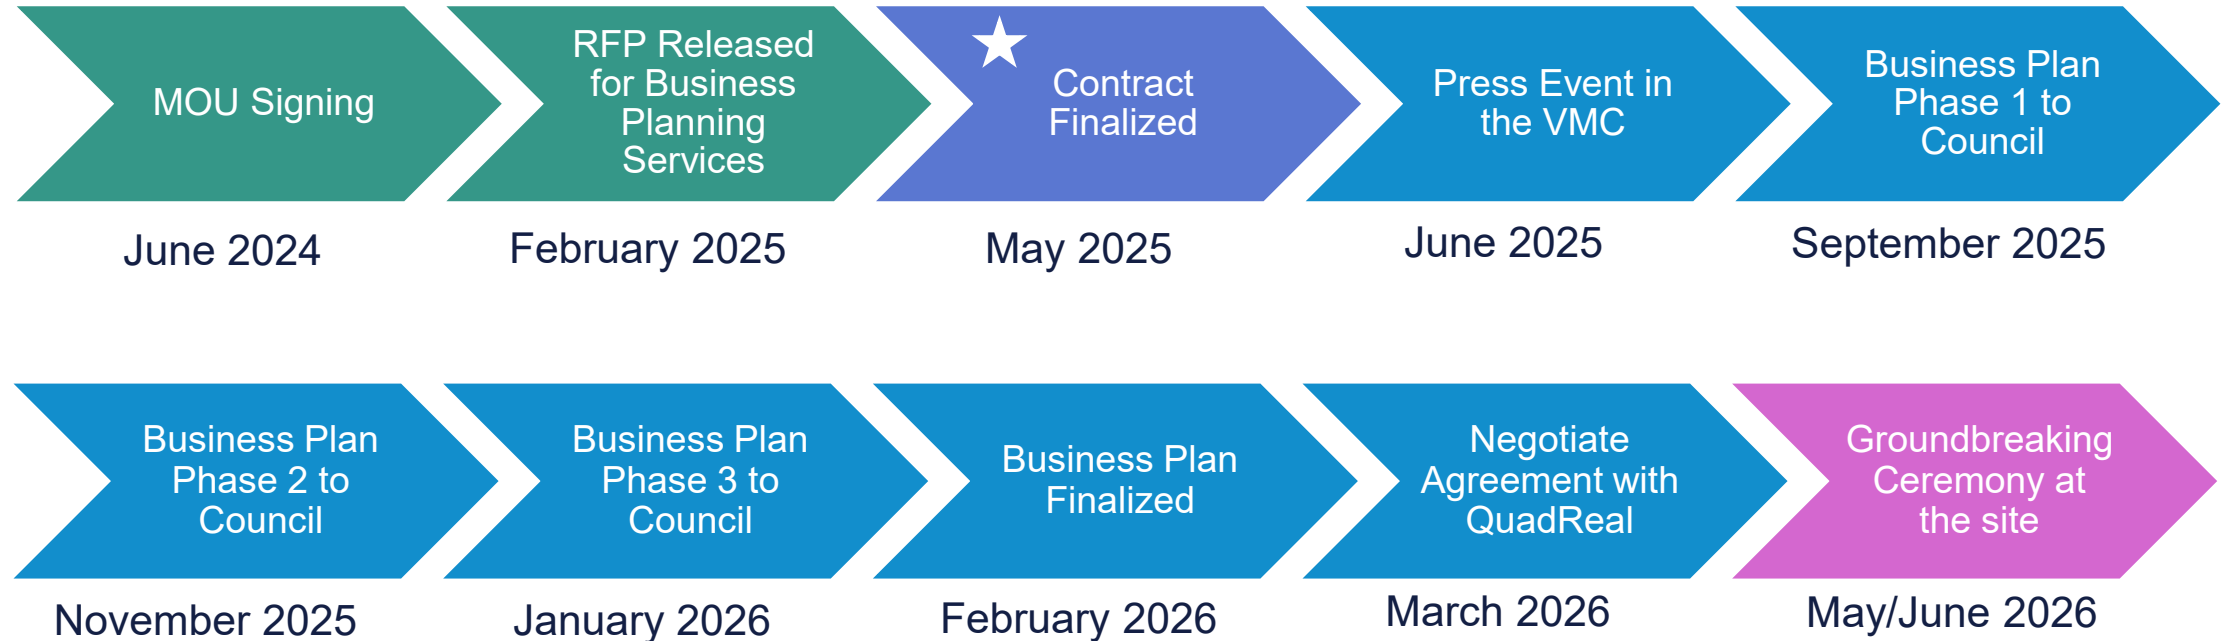 MOU Signing
RFP Released
for Business
Planning
Services
Contract
Finalized
Press Event in
the VMC
Business Plan
Phase 1 to
Council
June 2024
February 2025
May 2025
June 2025
September 2025
Business Plan
Phase 2 to
Council
Business Plan
Phase 3 to
Council
Business Plan
Finalized
Negotiate
Agreement with
QuadReal
Groundbreaking
Ceremony at
the site
November 2025
January 2026
February 2026
March 2026
May/June 2026